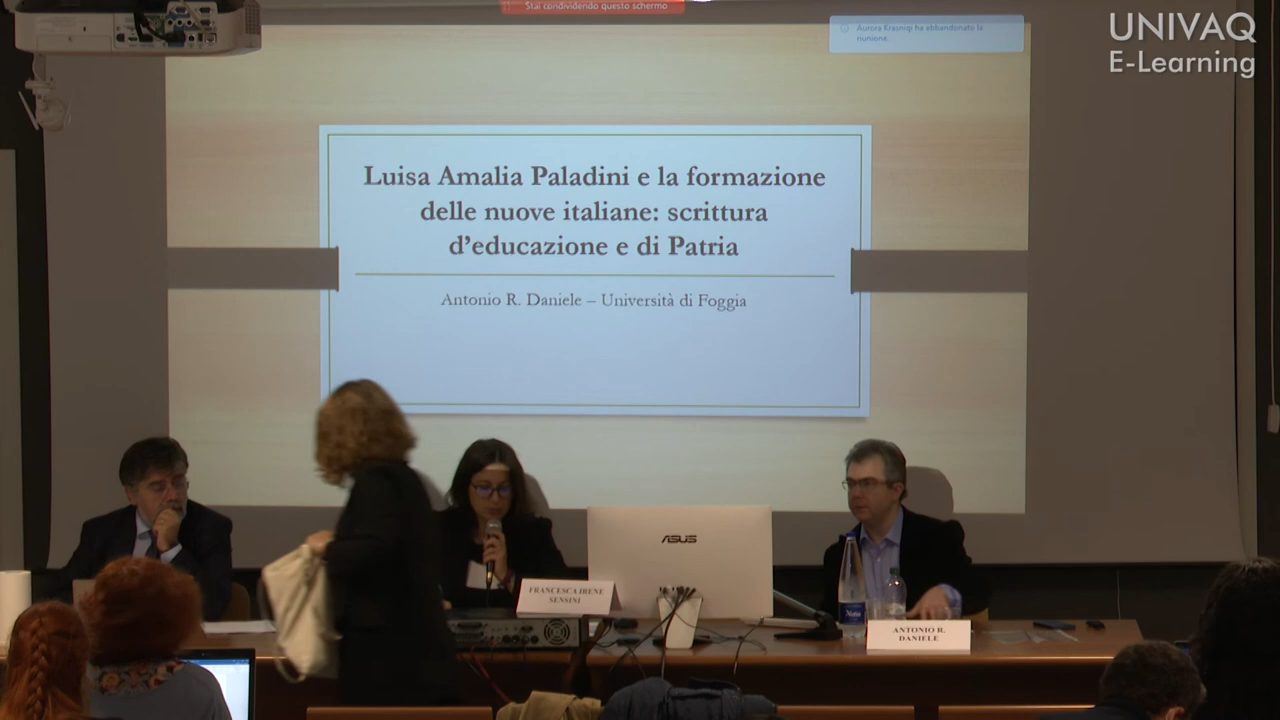 Stai condividendo questo schermo
Aurora Krasniqi ha abbandonato la
riunione.
UNIVAQ
E-Learning
Luisa Amalia Paladini e la formazione
delle nuove italiane: scrittura
d'educazione e di Patria
Antonio R. Daniele – Università di Foggia
ASUS
FRANCESCA IRENE
SENSINI
ANTONIO R.
DANIELE